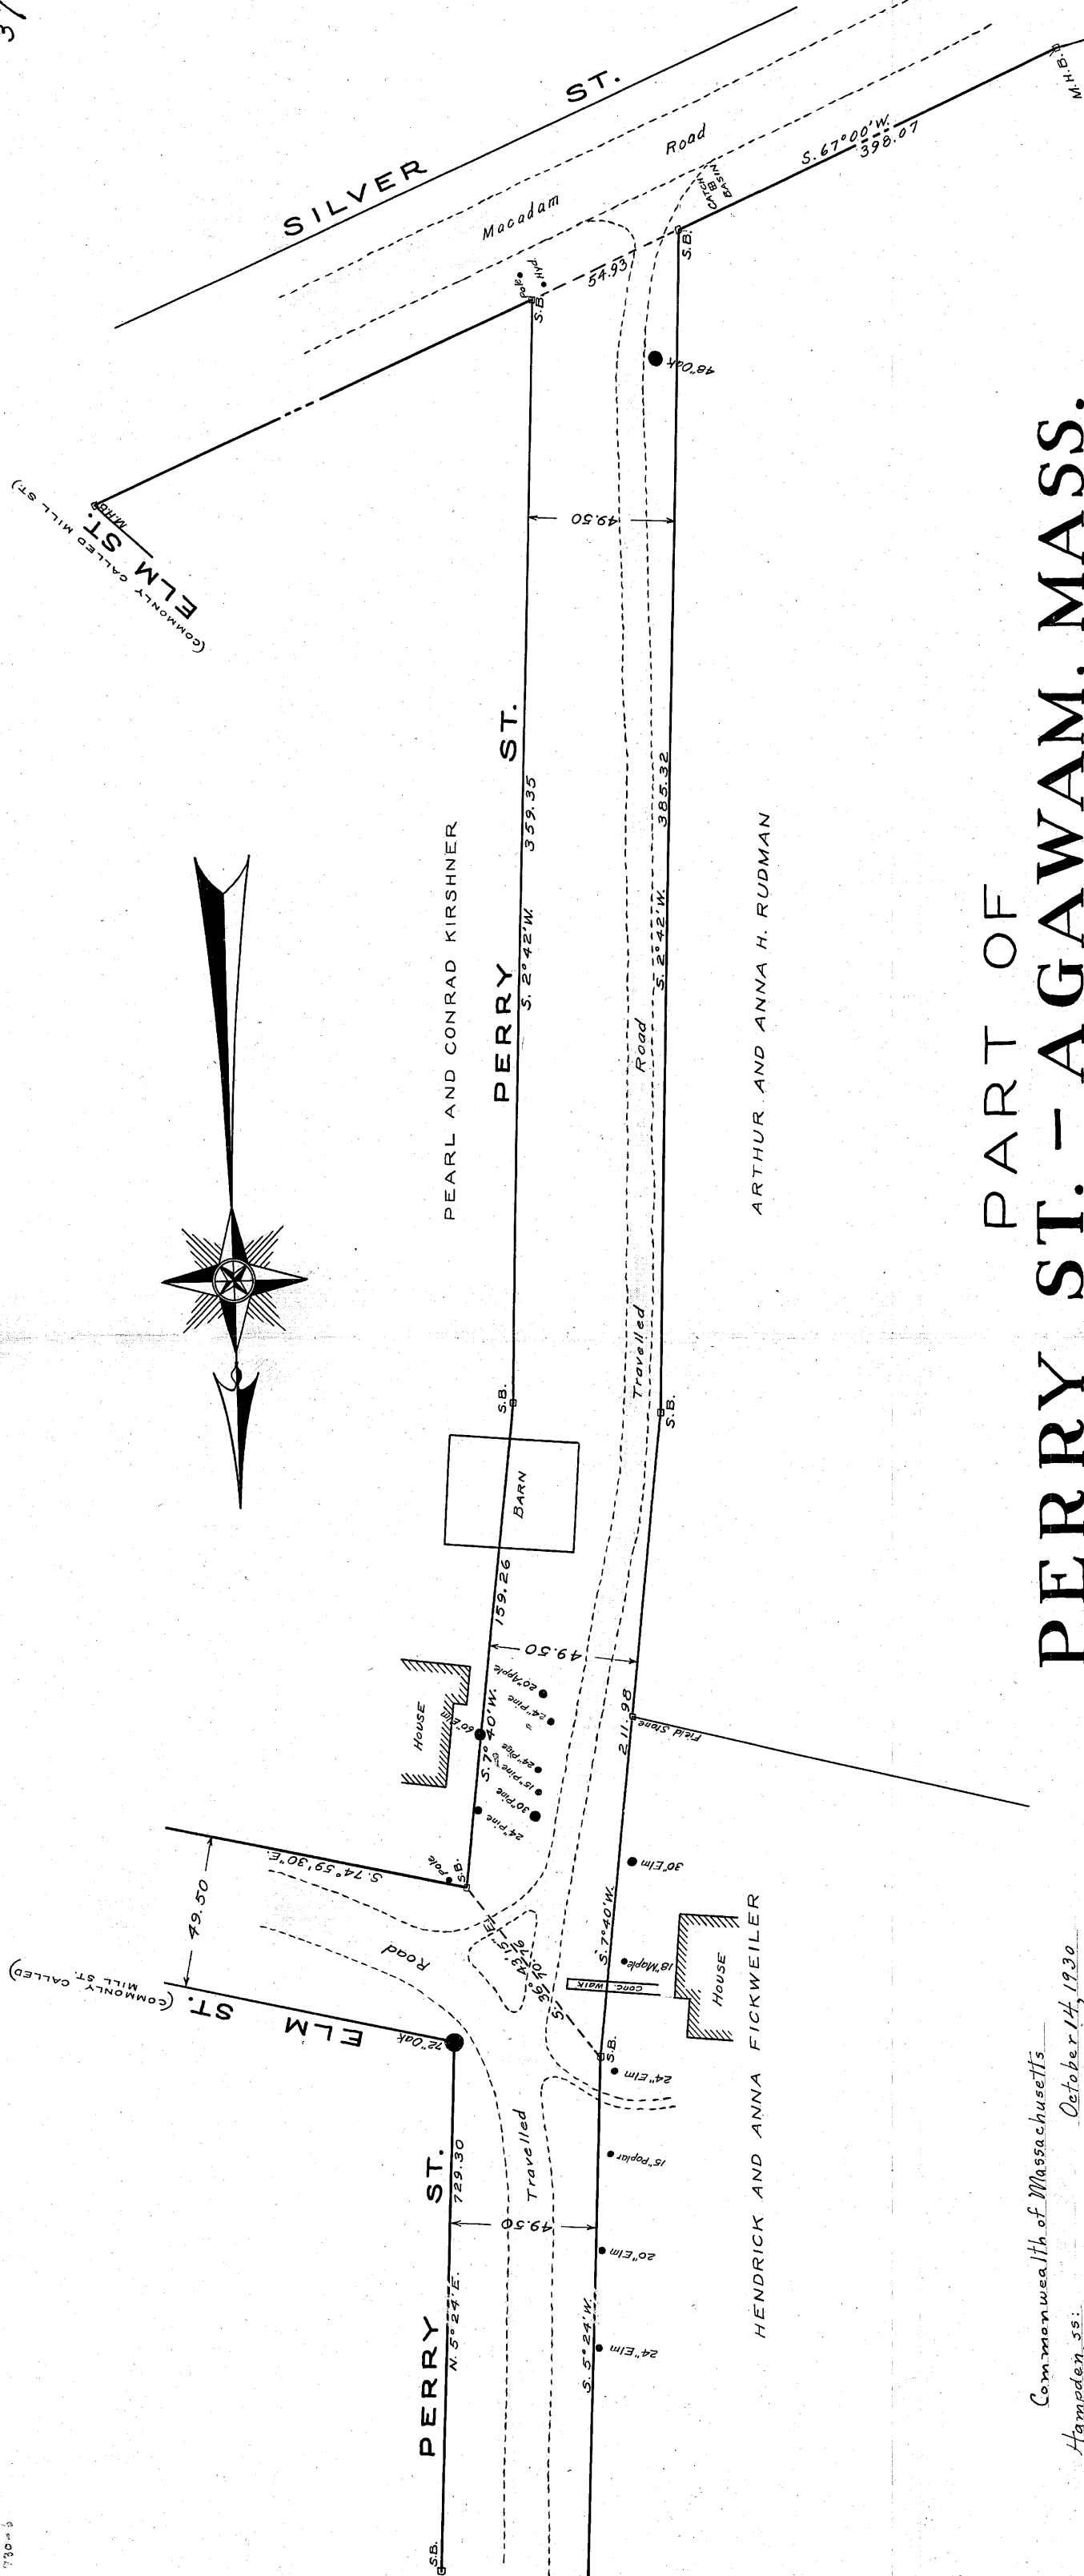 37
SILVER ST.
Macadam Road
S. 67°00'W.
398.07
M.H.B.
CATCH BASIN
S.B.
54.93
Pole
Hyd.
S.B.
48" Oak
M.H.B.
ELM ST.
(COMMONLY CALLED MILL ST.)
49.50
PERRY ST.
S. 2°42'W. 359.35
PEARL AND CONRAD KIRSHNER
S. 2°42'W. 385.32
Travelled Road
ARTHUR AND ANNA H. RUDMAN
PART OF
PERRY ST. - AGAWAM, MASS.
S.B.
S.B.
BARN
159.26
S. 7°40'W.
49.50
HOUSE
60" Elm
20" Apple
24" Pine
24" Pine
15" Pine
30" Pine
24" Pine
211.98
Field Stone
S. 74°59'30"E.
Pole
S.B.
49.50
Road
ELM ST.
(COMMONLY CALLED MILL ST.)
72" Oak
30" Elm
S. 7°40'W.
18" Maple
CONC. WALK
HOUSE
S.B.
24" Elm
HENDRICK AND ANNA FICKWEILER
15" Poplar
20" Elm
24" Elm
Travelled
49.50
PERRY ST.
N. 5°24'E. 729.30
S. 5°24'W.
S.B.
Commonwealth of Massachusetts
Hampden ss: October 14, 1930